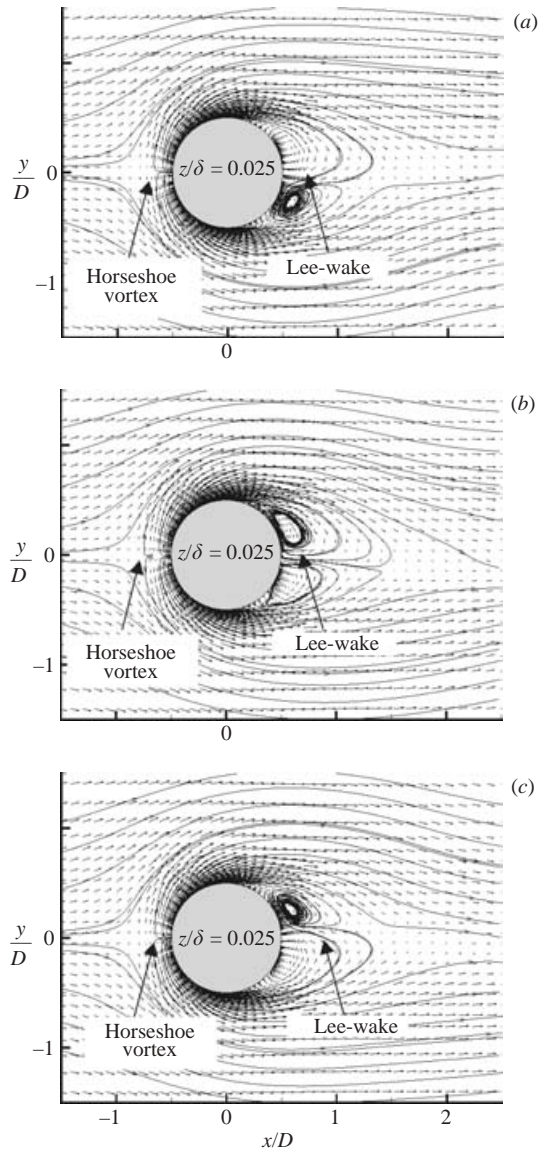 (a)
y
D
0
z/δ = 0.025
Horseshoe
vortex
Lee-wake
−1
0
(b)
y
D
0
z/δ = 0.025
Horseshoe
vortex
Lee-wake
−1
0
(c)
y
D
0
z/δ = 0.025
Horseshoe
vortex
Lee-wake
−1
−1 0 1 2
x/D